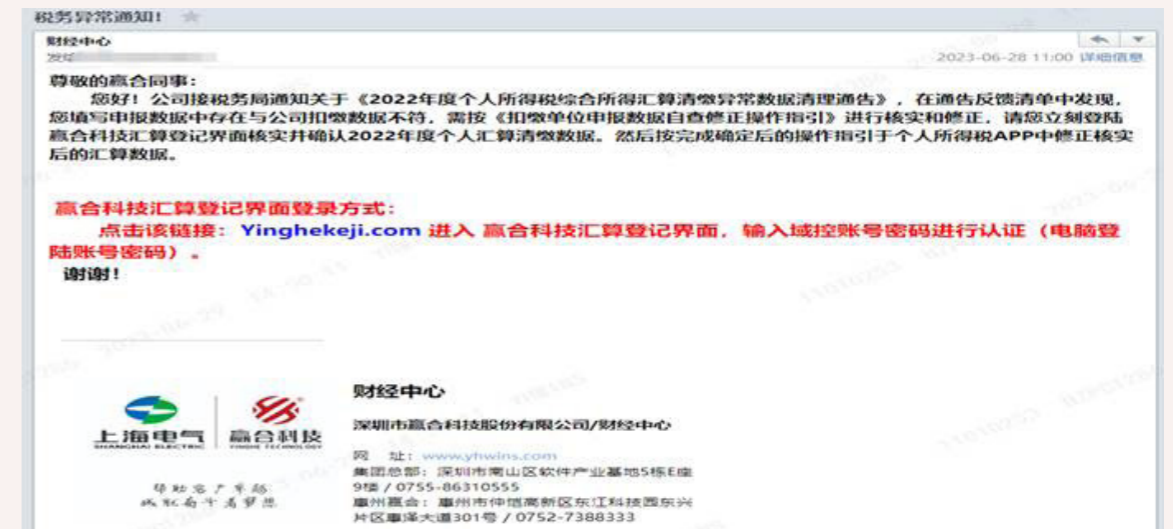 税务异常通知!
财经中心
2023-06-28 11:00 详细信息
尊敬的赢合同事：
您好！公司接税务局通知关于《2022年度个人所得税综合所得汇算清缴异常数据清理通告》，在通告反馈清单中发现，
您填写申报数据中存在与公司扣缴数据不符，需按《扣缴单位申报数据自查修正操作指引》进行核实和修正，请您立刻登陆
赢合科技汇算登记界面核实并确认2022年度个人汇算清缴数据。然后按完成确定后的操作指引于个人所得税APP中修正核实
后的汇算数据。
赢合科技汇算登记界面登录方式：
点击该链接：Yinghekeji.com 进入 赢合科技汇算登记界面，输入域控账号密码进行认证（电脑登
陆账号密码）。
谢谢！
财经中心
深圳市赢合科技股份有限公司/财经中心
上海电气
SHANGHAI ELECTRIC
赢合科技
YINGHE TECHNOLOGY
网 址：www.yhwins.com
集团总部：深圳市南山区软件产业基地5栋E座
9楼 / 0755-86310555
惠州赢合：惠州市仲恺高新区东江科技园东兴
片区惠泽大道301号 / 0752-7388333
帮助客户卓越
成就奋斗者梦想